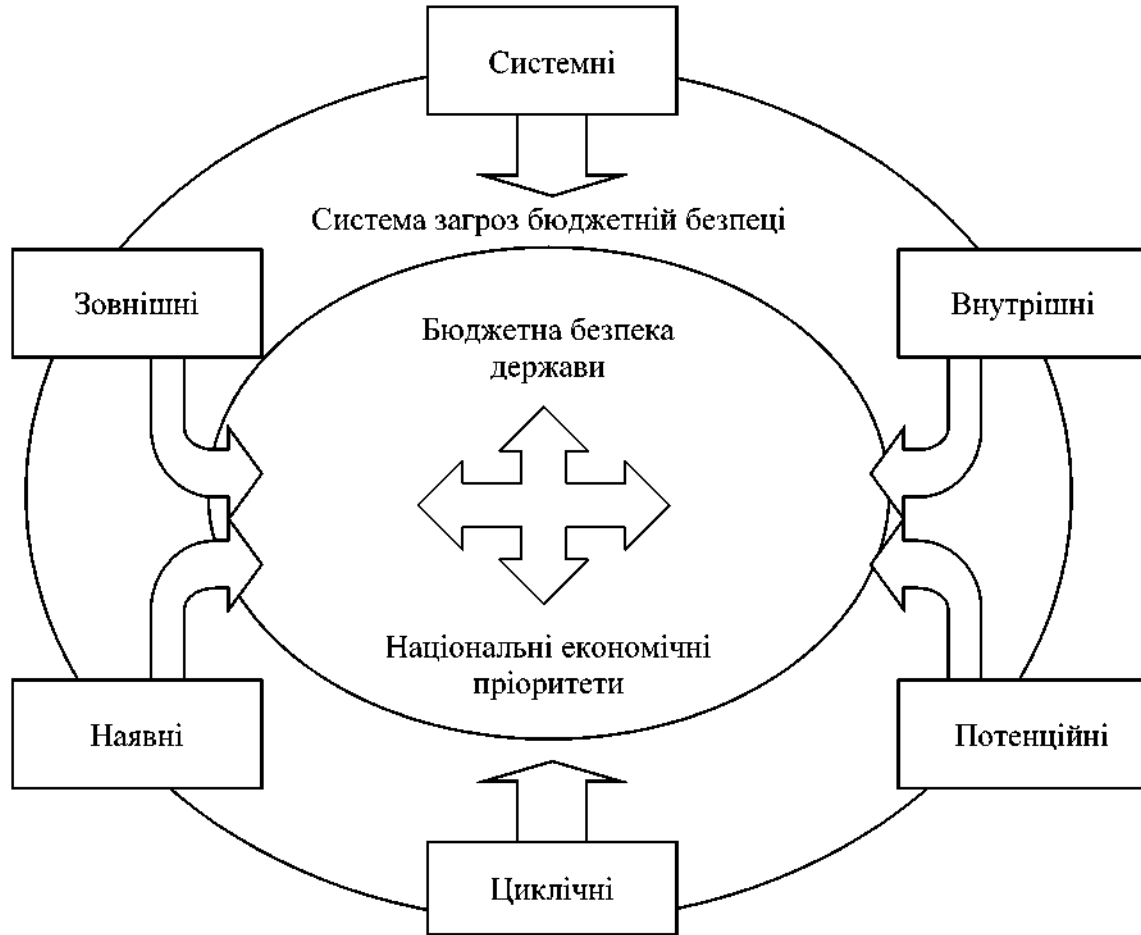 Системні
Система загроз бюджетній безпеці
Зовнішні
Внутрішні
Бюджетна безпека
держави
Національні економічні
пріоритети
Наявні
Потенційні
Циклічні